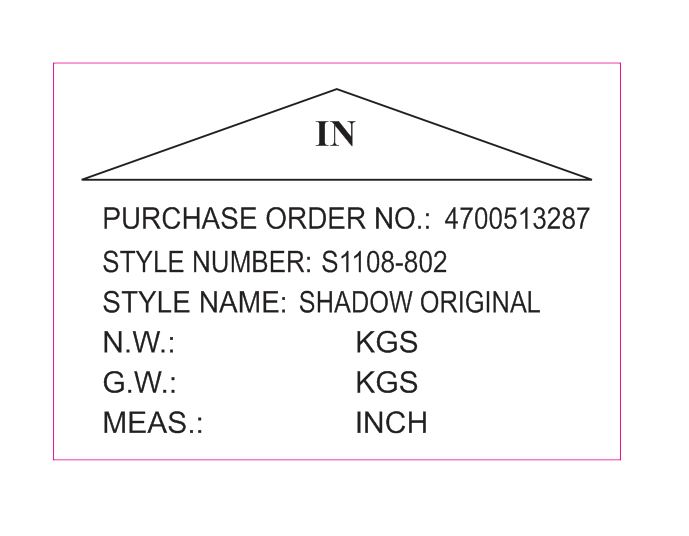 IN
PURCHASE ORDER NO.: 4700513287
STYLE NUMBER: S1108-802
STYLE NAME: SHADOW ORIGINAL
N.W.: KGS
G.W.: KGS
MEAS.: INCH